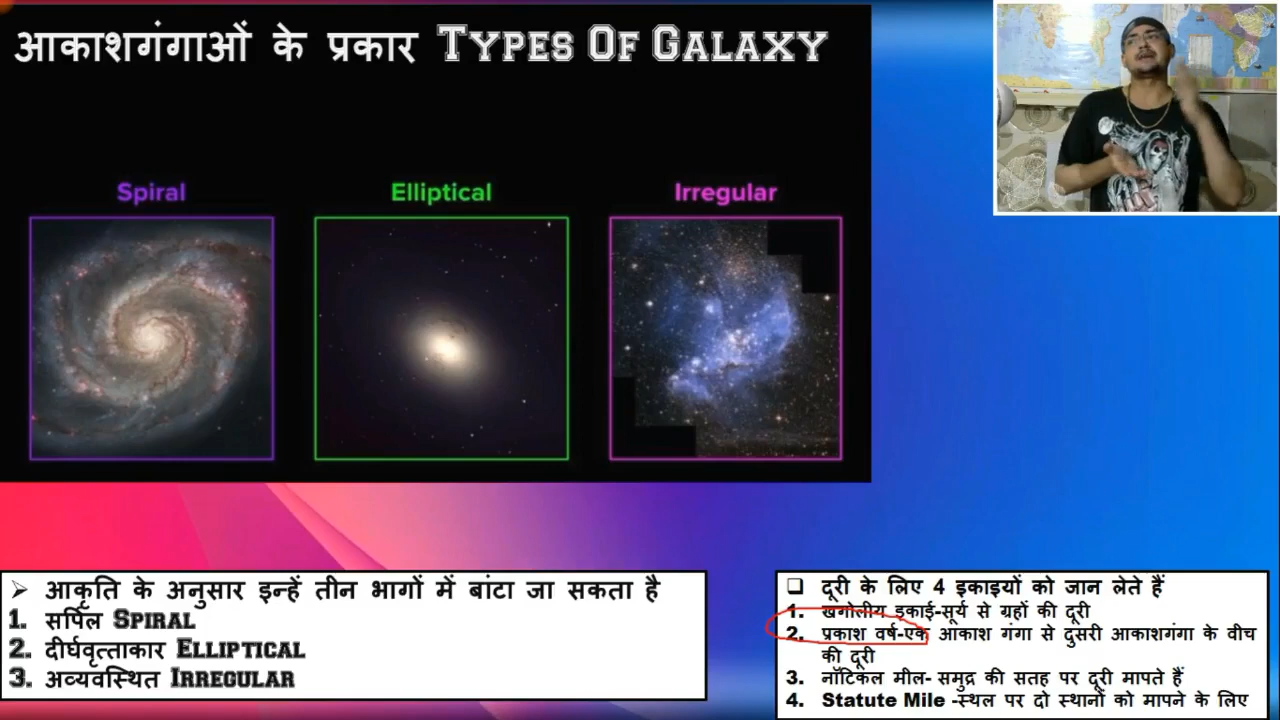 आकाशगंगाओं के प्रकार TYPES OF GALAXY
Spiral
Elliptical
Irregular
➢ आकृति के अनुसार इन्हें तीन भागों में बांटा जा सकता है
1. सर्पिल SPIRAL
2. दीर्घवृत्ताकार ELLIPTICAL
3. अव्यवस्थित IRREGULAR
❑ दूरी के लिए 4 इकाइयों को जान लेते हैं
1. खगोलीय इकाई-सूर्य से ग्रहों की दूरी
2. प्रकाश वर्ष-एक आकाश गंगा से दुसरी आकाशगंगा के वीच
की दूरी
3. नॉटिकल मील- समुद्र की सतह पर दूरी मापते हैं
4. Statute Mile -स्थल पर दो स्थानों को मापने के लिए